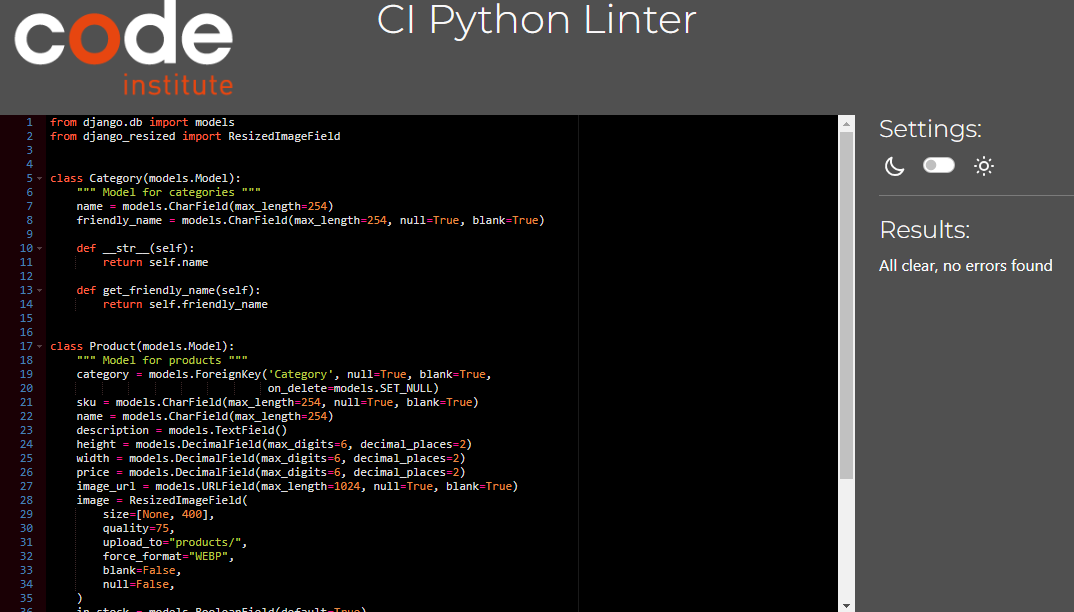 code
institute
CI Python Linter
1 from django.db import models
2 from django_resized import ResizedImageField
3
4
5 class Category(models.Model):
6     """ Model for categories """
7     name = models.CharField(max_length=254)
8     friendly_name = models.CharField(max_length=254, null=True, blank=True)
9
10     def __str__(self):
11         return self.name
12
13     def get_friendly_name(self):
14         return self.friendly_name
15
16
17 class Product(models.Model):
18     """ Model for products """
19     category = models.ForeignKey('Category', null=True, blank=True,
20                                  on_delete=models.SET_NULL)
21     sku = models.CharField(max_length=254, null=True, blank=True)
22     name = models.CharField(max_length=254)
23     description = models.TextField()
24     height = models.DecimalField(max_digits=6, decimal_places=2)
25     width = models.DecimalField(max_digits=6, decimal_places=2)
26     price = models.DecimalField(max_digits=6, decimal_places=2)
27     image_url = models.URLField(max_length=1024, null=True, blank=True)
28     image = ResizedImageField(
29         size=[None, 400],
30         quality=75,
31         upload_to="products/",
32         force_format="WEBP",
33         blank=False,
34         null=False,
35     )
36     in_stock = models.BooleanField(default=True)
Settings:
Results:
All clear, no errors found